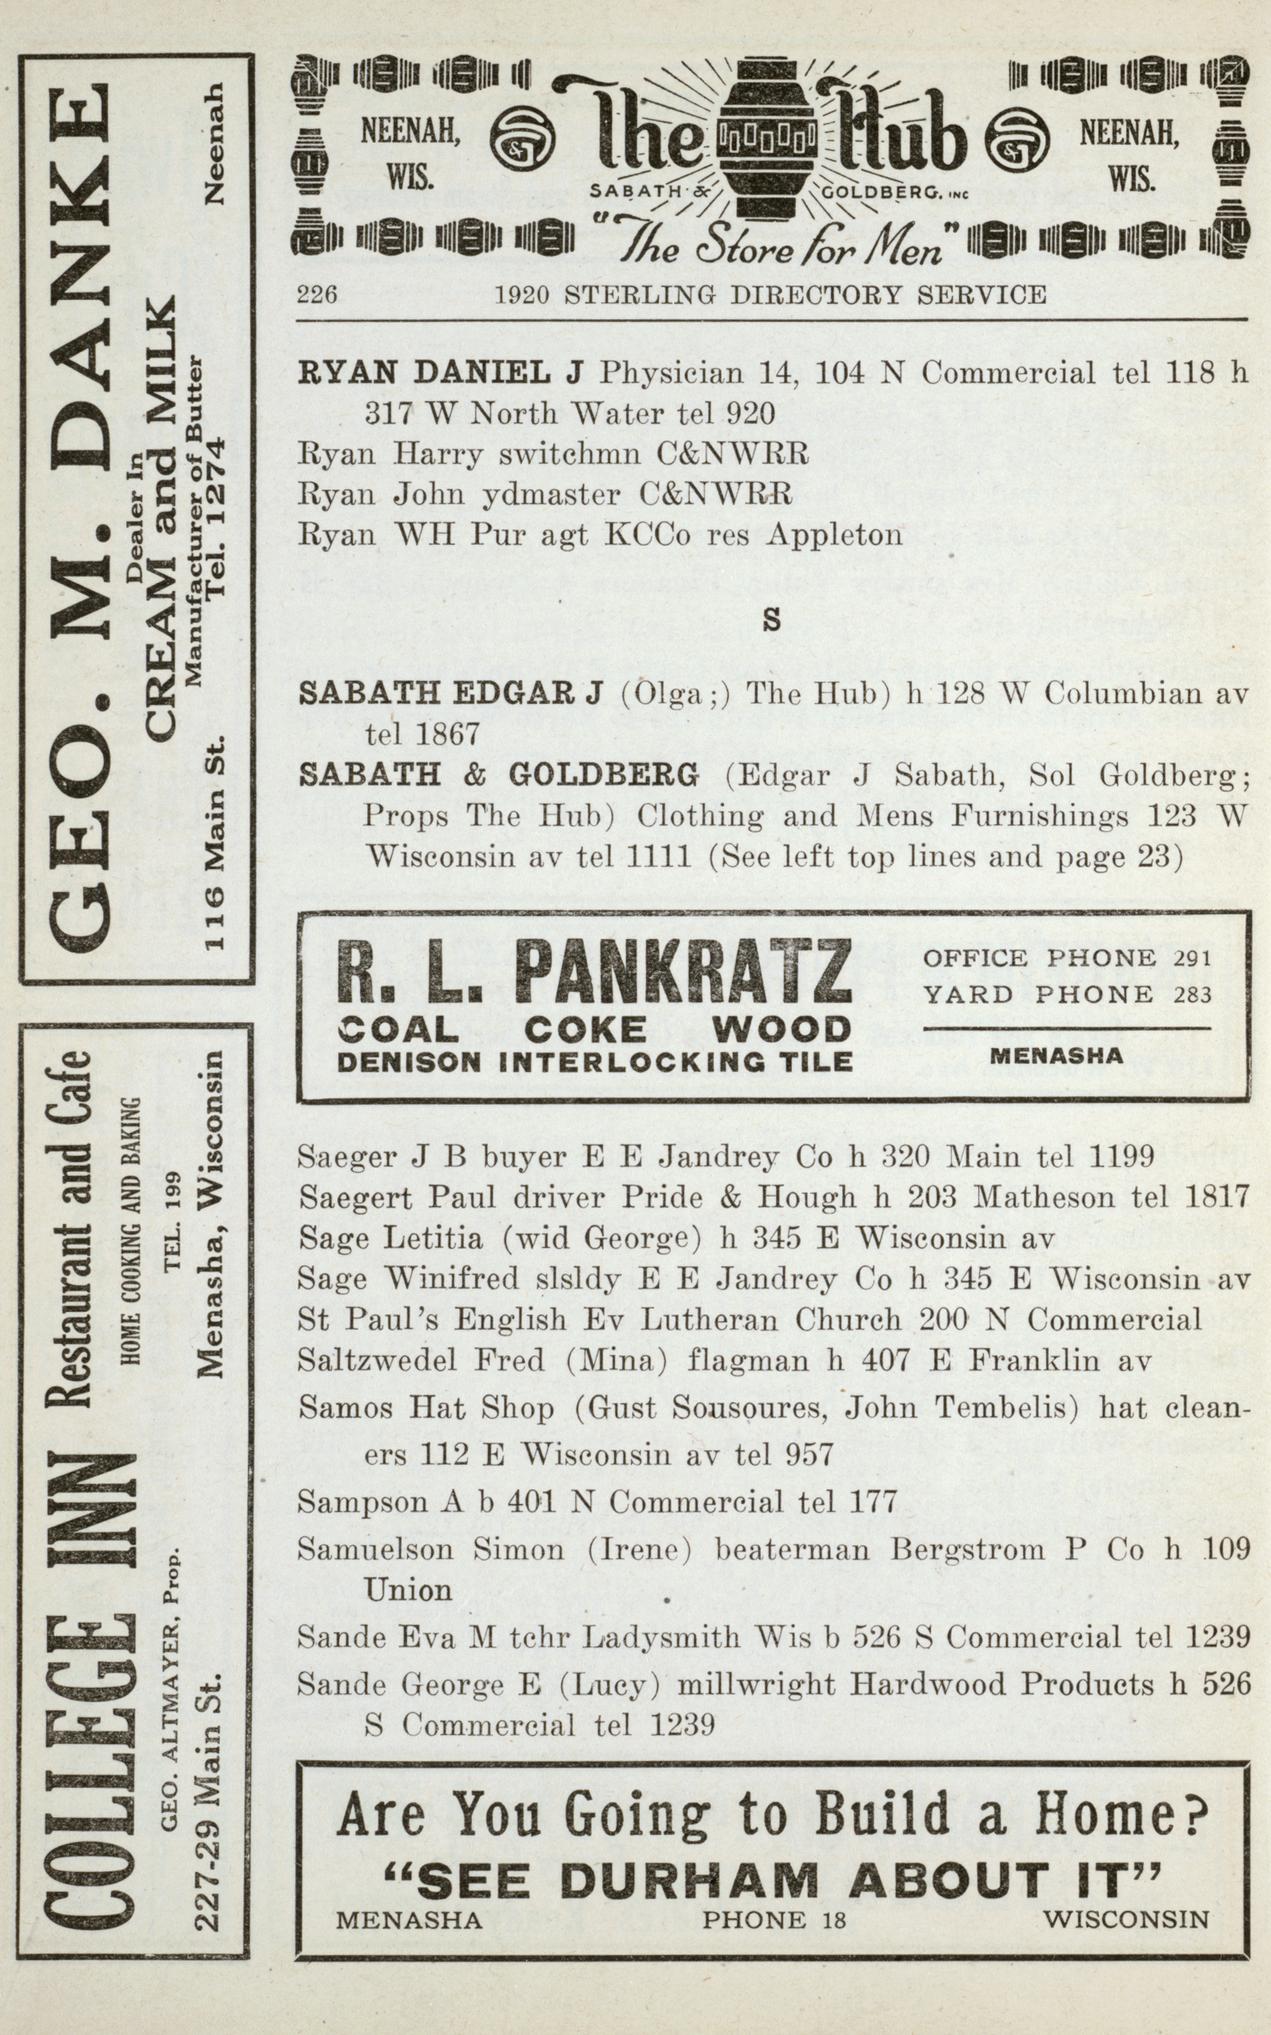 NEENAH,
WIS.
S&G
The Hub
SABATH & GOLDBERG, INC
"The Store for Men"
S&G
NEENAH,
WIS.
226 1920 STERLING DIRECTORY SERVICE
GEO. M. DANKE
Dealer In
CREAM and MILK
Manufacturer of Butter
Tel. 1274
116 Main St. Neenah
COLLEGE INN Restaurant and Cafe
HOME COOKING AND BAKING
GEO. ALTMAYER, Prop. TEL. 199
227-29 Main St. Menasha, Wisconsin
RYAN DANIEL J Physician 14, 104 N Commercial tel 118 h
317 W North Water tel 920
Ryan Harry switchmn C&NWRR
Ryan John ydmaster C&NWRR
Ryan WH Pur agt KCCo res Appleton
S
SABATH EDGAR J (Olga;) The Hub) h 128 W Columbian av
tel 1867
SABATH & GOLDBERG (Edgar J Sabath, Sol Goldberg;
Props The Hub) Clothing and Mens Furnishings 123 W
Wisconsin av tel 1111 (See left top lines and page 23)
R. L. PANKRATZ
COAL COKE WOOD
DENISON INTERLOCKING TILE
OFFICE PHONE 291
YARD PHONE 283
MENASHA
Saeger J B buyer E E Jandrey Co h 320 Main tel 1199
Saegert Paul driver Pride & Hough h 203 Matheson tel 1817
Sage Letitia (wid George) h 345 E Wisconsin av
Sage Winifred slsldy E E Jandrey Co h 345 E Wisconsin av
St Paul's English Ev Lutheran Church 200 N Commercial
Saltzwedel Fred (Mina) flagman h 407 E Franklin av
Samos Hat Shop (Gust Sousoures, John Tembelis) hat clean-
ers 112 E Wisconsin av tel 957
Sampson A b 401 N Commercial tel 177
Samuelson Simon (Irene) beaterman Bergstrom P Co h 109
Union
Sande Eva M tchr Ladysmith Wis b 526 S Commercial tel 1239
Sande George E (Lucy) millwright Hardwood Products h 526
S Commercial tel 1239
Are You Going to Build a Home?
"SEE DURHAM ABOUT IT"
MENASHA PHONE 18 WISCONSIN